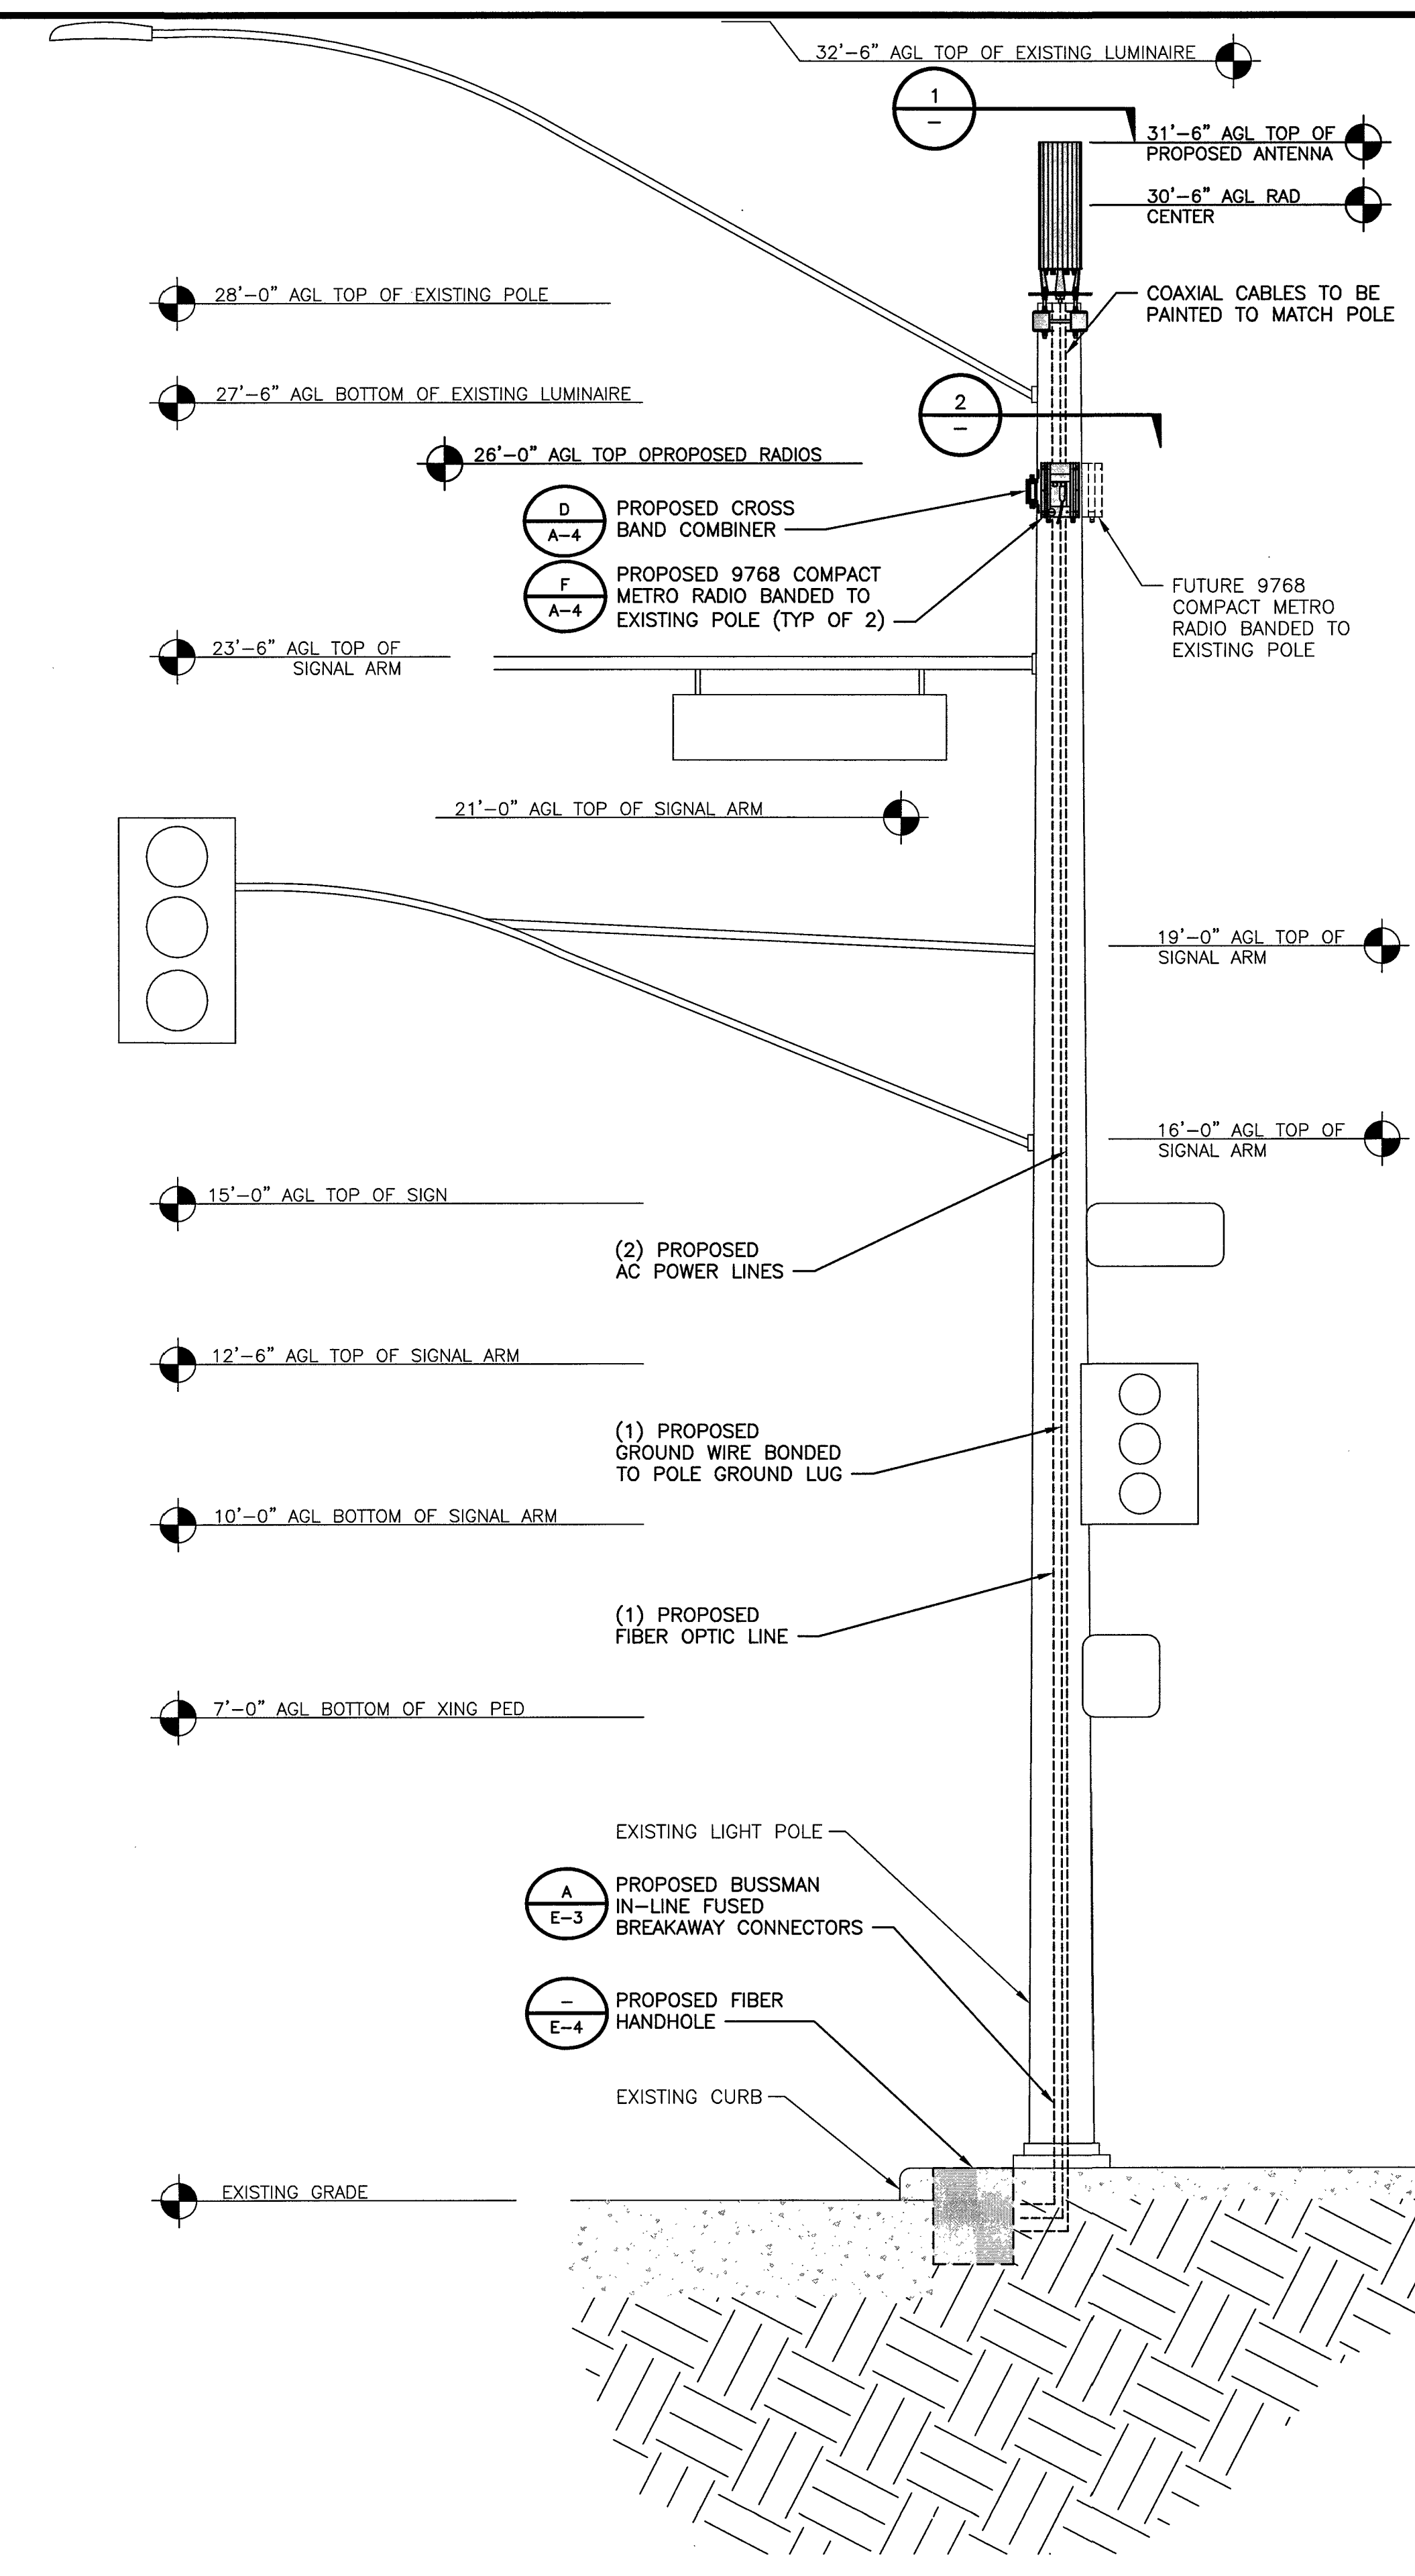 32'-6" AGL TOP OF EXISTING LUMINAIRE
1
-
31'-6" AGL TOP OF
PROPOSED ANTENNA
30'-6" AGL RAD
CENTER
28'-0" AGL TOP OF EXISTING POLE
COAXIAL CABLES TO BE
PAINTED TO MATCH POLE
27'-6" AGL BOTTOM OF EXISTING LUMINAIRE
2
-
26'-0" AGL TOP OPROPOSED RADIOS
D
A-4
PROPOSED CROSS
BAND COMBINER
F
A-4
PROPOSED 9768 COMPACT
METRO RADIO BANDED TO
EXISTING POLE (TYP OF 2)
FUTURE 9768
COMPACT METRO
RADIO BANDED TO
EXISTING POLE
23'-6" AGL TOP OF
SIGNAL ARM
21'-0" AGL TOP OF SIGNAL ARM
19'-0" AGL TOP OF
SIGNAL ARM
16'-0" AGL TOP OF
SIGNAL ARM
15'-0" AGL TOP OF SIGN
(2) PROPOSED
AC POWER LINES
12'-6" AGL TOP OF SIGNAL ARM
(1) PROPOSED
GROUND WIRE BONDED
TO POLE GROUND LUG
10'-0" AGL BOTTOM OF SIGNAL ARM
(1) PROPOSED
FIBER OPTIC LINE
7'-0" AGL BOTTOM OF XING PED
EXISTING LIGHT POLE
A
E-3
PROPOSED BUSSMAN
IN-LINE FUSED
BREAKAWAY CONNECTORS
-
E-4
PROPOSED FIBER
HANDHOLE
EXISTING CURB
EXISTING GRADE